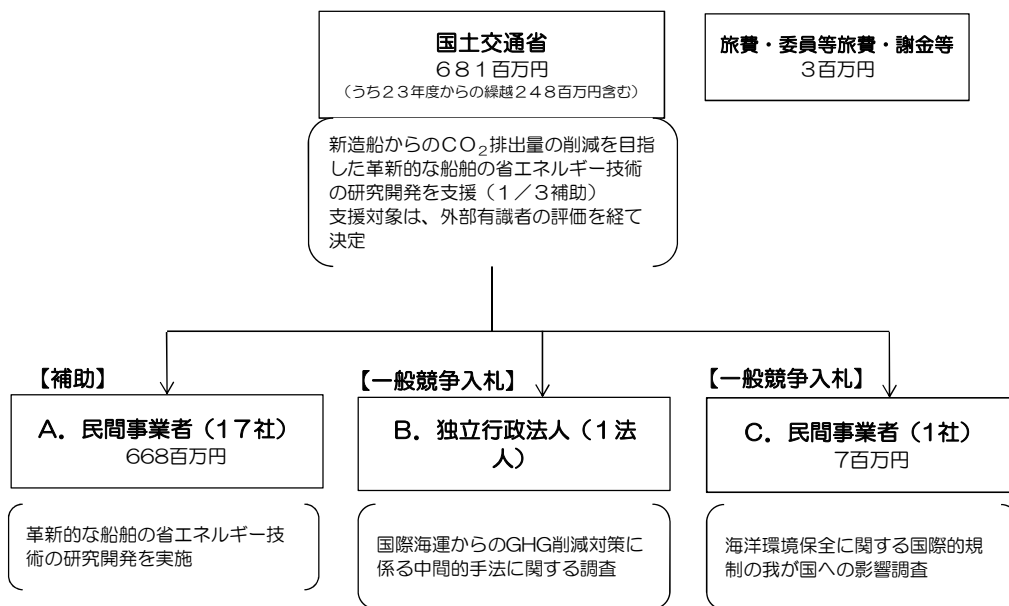 国土交通省
681百万円
(うち23年度からの繰越248百万円含む)
旅費・委員等旅費・謝金等
3百万円
新造船からのCO₂排出量の削減を目指
した革新的な船舶の省エネルギー技術
の研究開発を支援(1/3補助)
支援対象は、外部有識者の評価を経て
決定
【補助】
A.民間事業者(17社)
668百万円
革新的な船舶の省エネルギー技
術の研究開発を実施
【一般競争入札】
B.独立行政法人(1法
人)
国際海運からのGHG削減対策に
係る中間的手法に関する調査
【一般競争入札】
C.民間事業者(1社)
7百万円
海洋環境保全に関する国際的規
制の我が国への影響調査